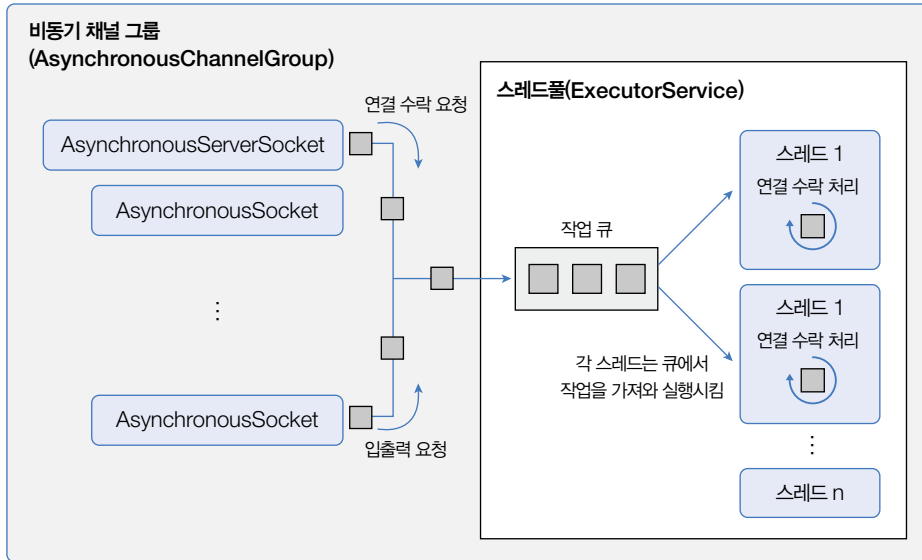 비동기 채널 그룹
(AsynchronousChannelGroup)
연결 수락 요청
AsynchronousServerSocket
AsynchronousSocket
⋮
AsynchronousSocket
입출력 요청
스레드풀(ExecutorService)
작업 큐
각 스레드는 큐에서
작업을 가져와 실행시킴
스레드 1
연결 수락 처리
스레드 1
연결 수락 처리
⋮
스레드 n